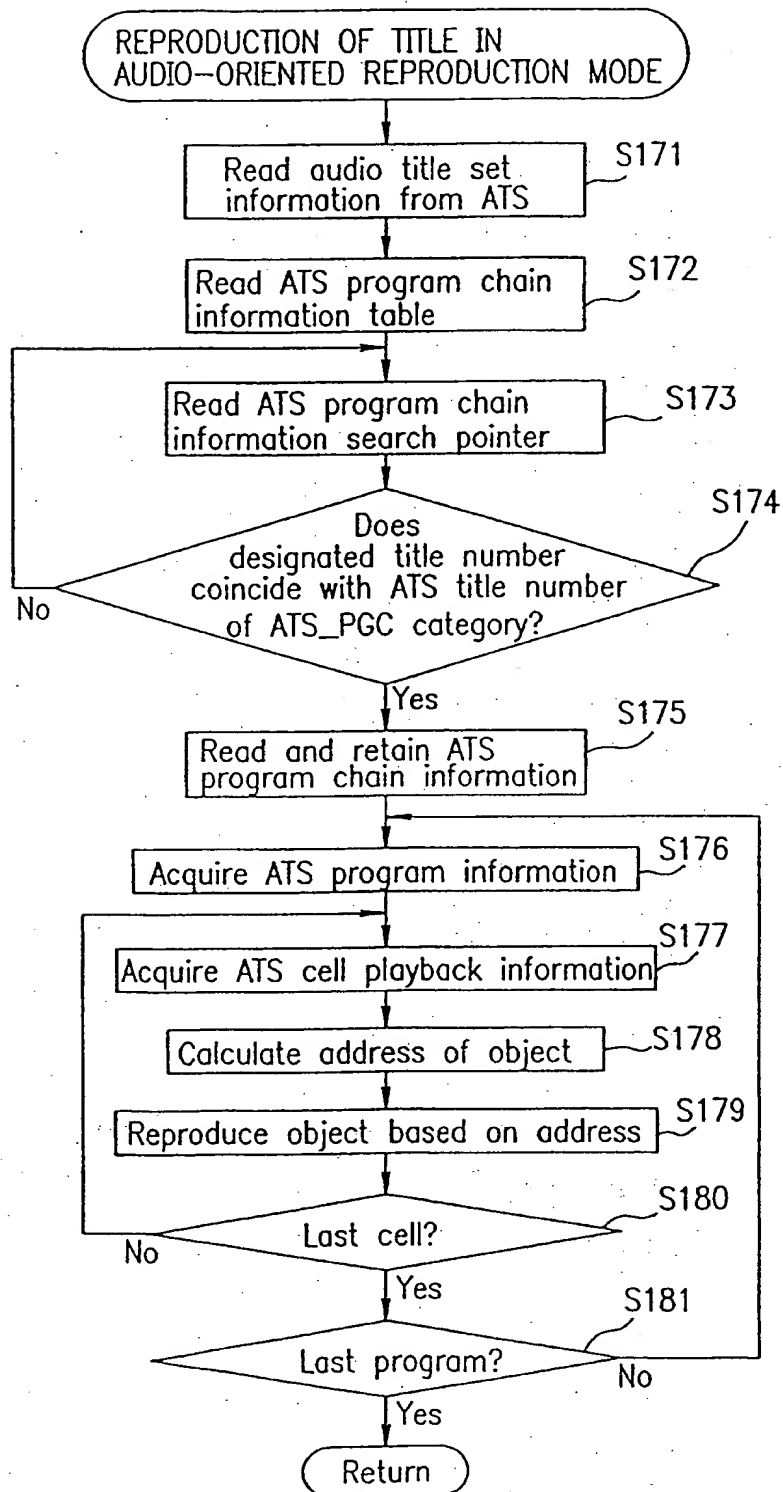 REPRODUCTION OF TITLE IN
AUDIO-ORIENTED REPRODUCTION MODE
S171
Read audio title set
information from ATS
S172
Read ATS program chain
information table
S173
Read ATS program chain
information search pointer
S174
Does
designated title number
coincide with ATS title number
of ATS_PGC category?
No
Yes
S175
Read and retain ATS
program chain information
S176
Acquire ATS program information
S177
Acquire ATS cell playback information
S178
Calculate address of object
S179
Reproduce object based on address
S180
Last cell?
No
Yes
S181
Last program?
No
Yes
Return